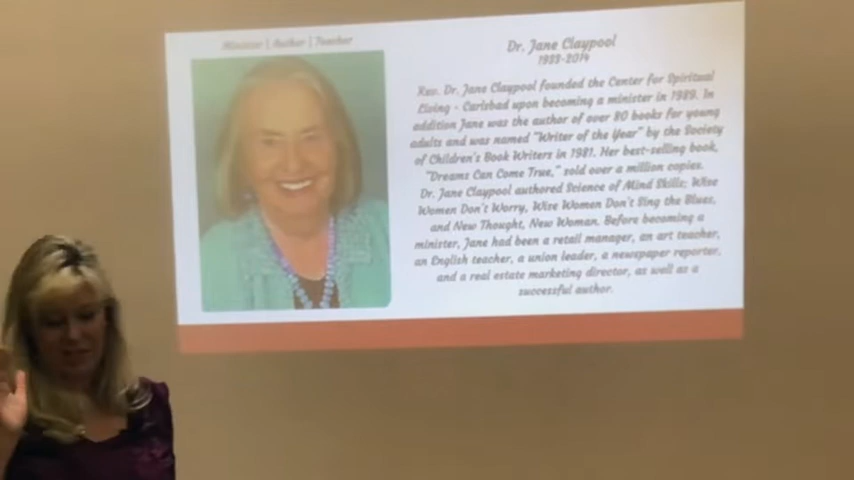 Minister | Author | Teacher
Dr. Jane Claypool
1933-2014
Rev. Dr. Jane Claypool founded the Center for Spiritual
Living - Carlsbad upon becoming a minister in 1989. In
addition Jane was the author of over 80 books for young
adults and was named "Writer of the Year" by the Society
of Children's Book Writers in 1981. Her best-selling book,
"Dreams Can Come True," sold over a million copies.
Dr. Jane Claypool authored Science of Mind Skills; Wise
Women Don't Worry, Wise Women Don't Sing the Blues,
and New Thought, New Woman. Before becoming a
minister, Jane had been a retail manager, an art teacher,
an English teacher, a union leader, a newspaper reporter,
and a real estate marketing director, as well as a
successful author.